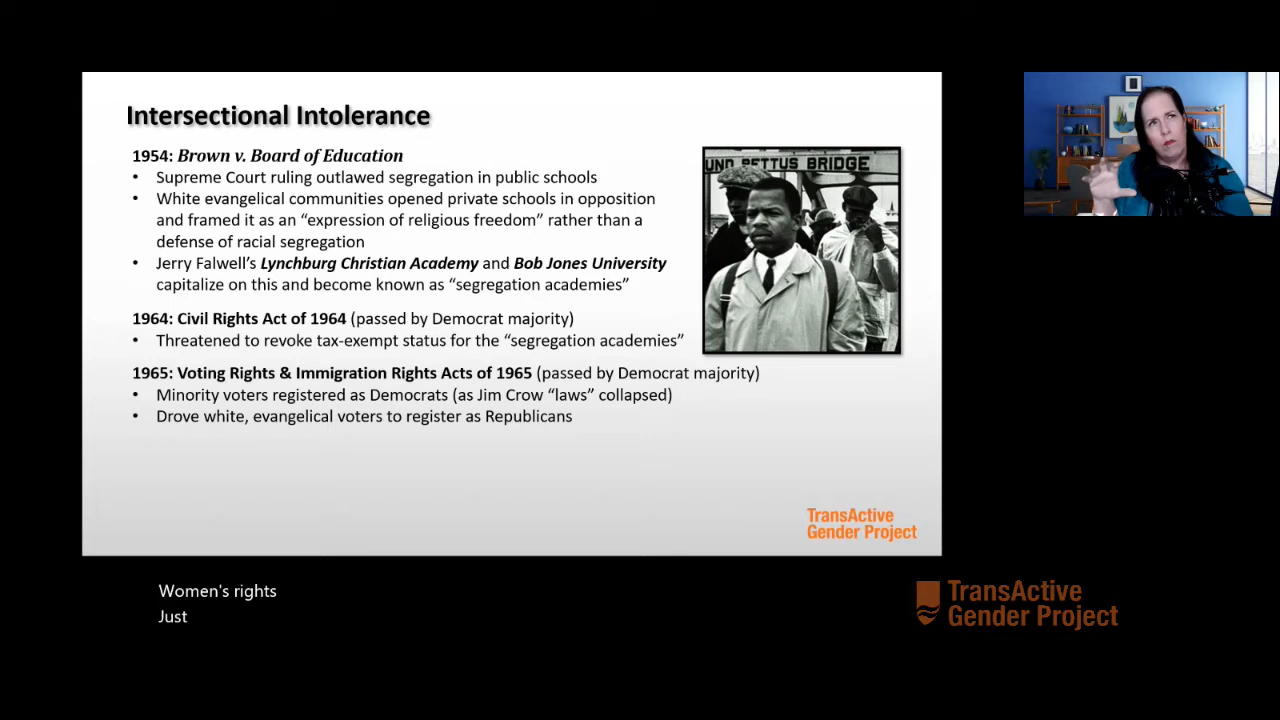 Intersectional Intolerance
1954: Brown v. Board of Education
• Supreme Court ruling outlawed segregation in public schools
• White evangelical communities opened private schools in opposition
and framed it as an “expression of religious freedom” rather than a
defense of racial segregation
• Jerry Falwell’s Lynchburg Christian Academy and Bob Jones University
capitalize on this and become known as “segregation academies”
1964: Civil Rights Act of 1964 (passed by Democrat majority)
• Threatened to revoke tax-exempt status for the “segregation academies”
1965: Voting Rights & Immigration Rights Acts of 1965 (passed by Democrat majority)
• Minority voters registered as Democrats (as Jim Crow “laws” collapsed)
• Drove white, evangelical voters to register as Republicans
UND PETTUS BRIDGE
TransActive
Gender Project
Women's rights
Just
TransActive
Gender Project